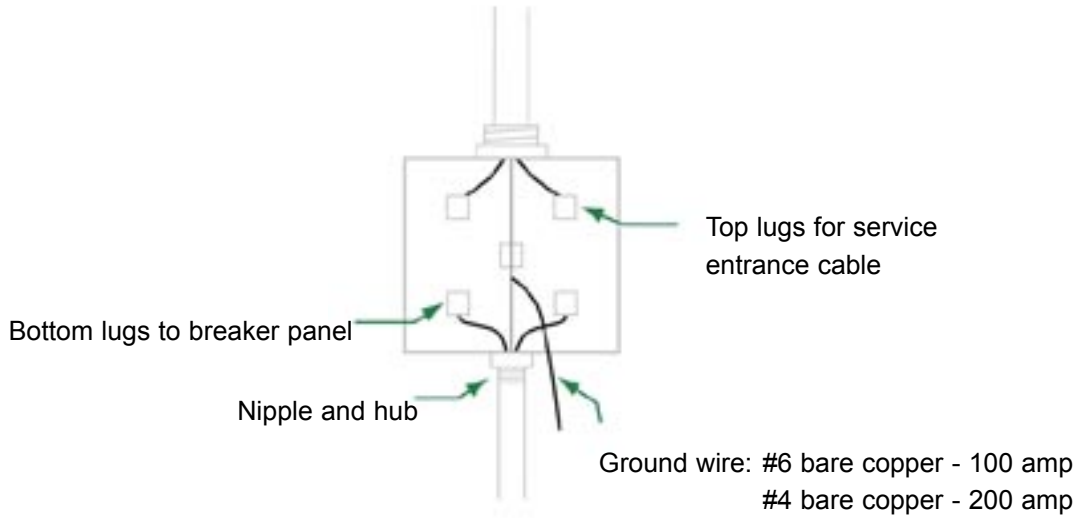 Top lugs for service
entrance cable
Bottom lugs to breaker panel
Nipple and hub
Ground wire: #6 bare copper - 100 amp
#4 bare copper - 200 amp